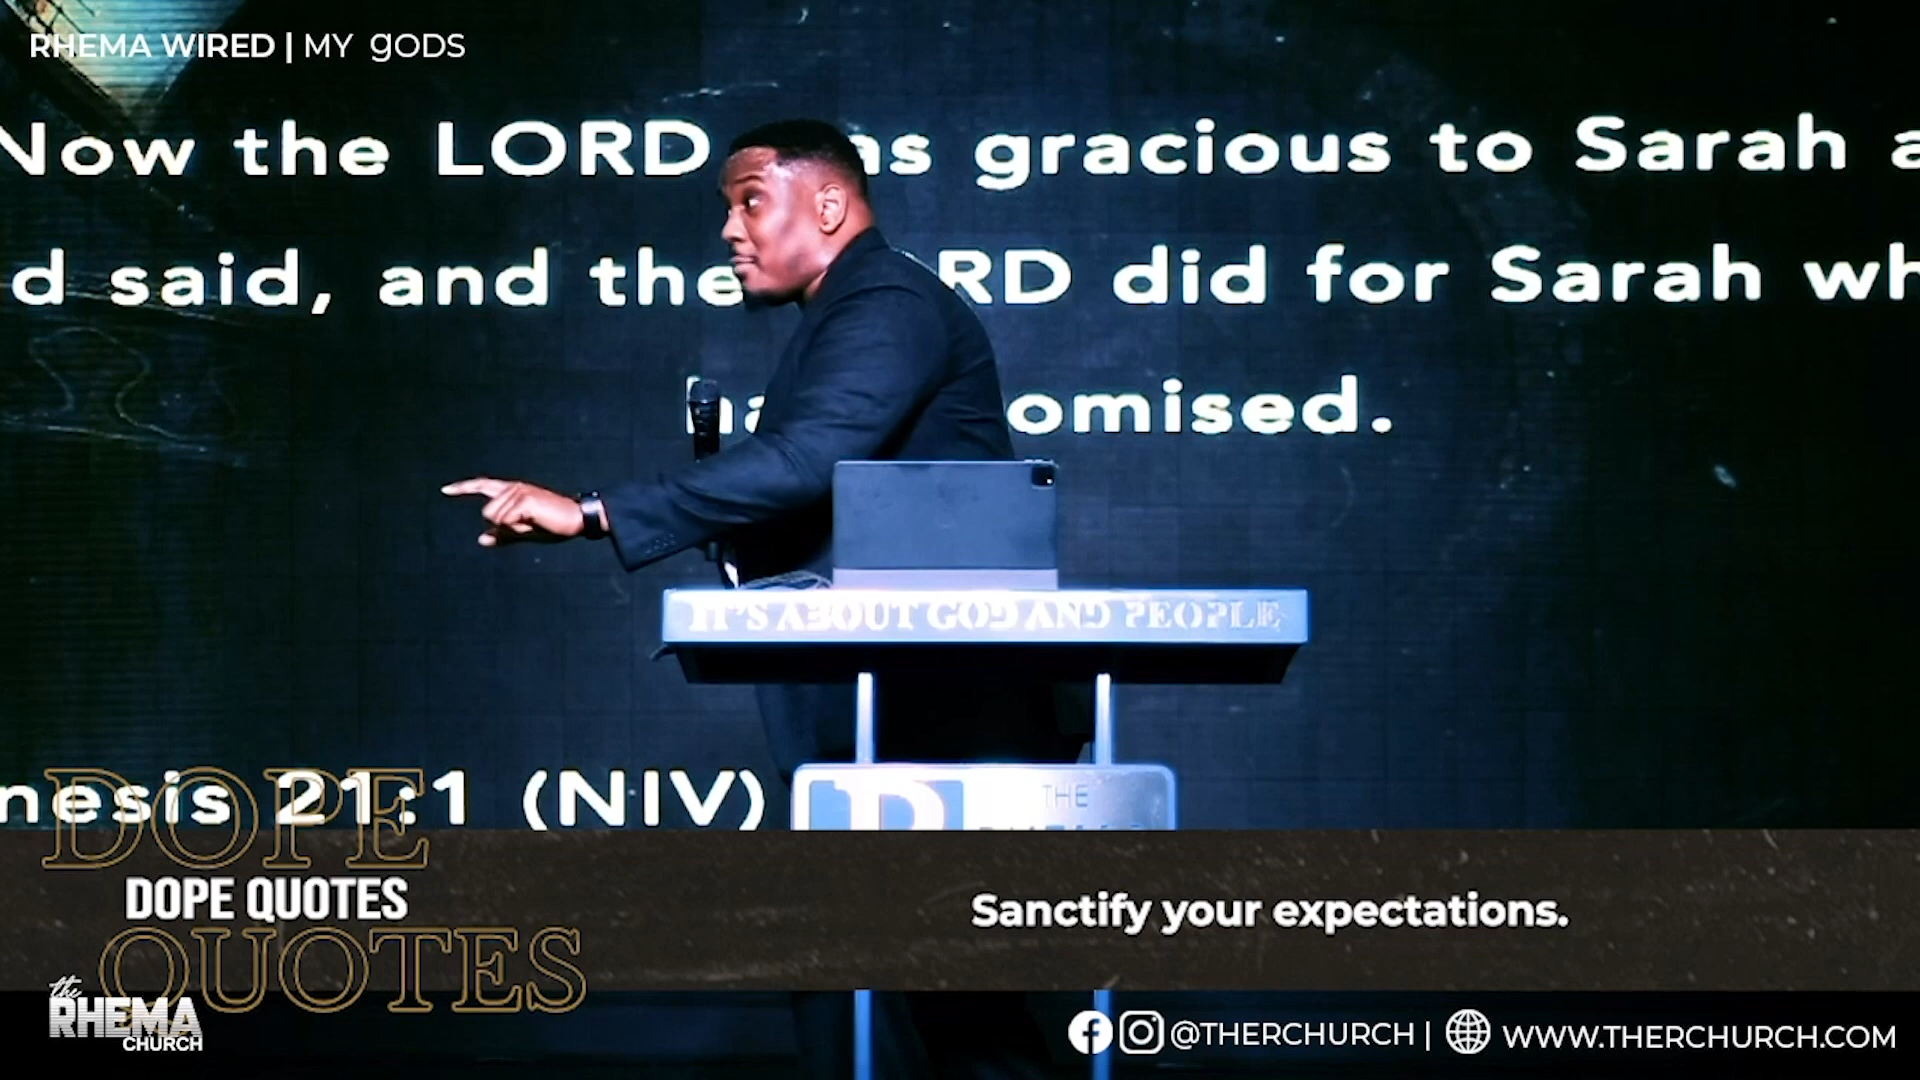 RHEMA WIRED | MY gODS
Now the LORD as gracious to Sarah a
d said, and the RD did for Sarah wh
ha omised.
IT'S ABOUT GOD AND PEOPLE
nesis 21:1 (NIV)
THE
DOPE
DOPE QUOTES
QUOTES
Sanctify your expectations.
the
RHEMA
CHURCH
@THERCHURCH | WWW.THERCHURCH.COM